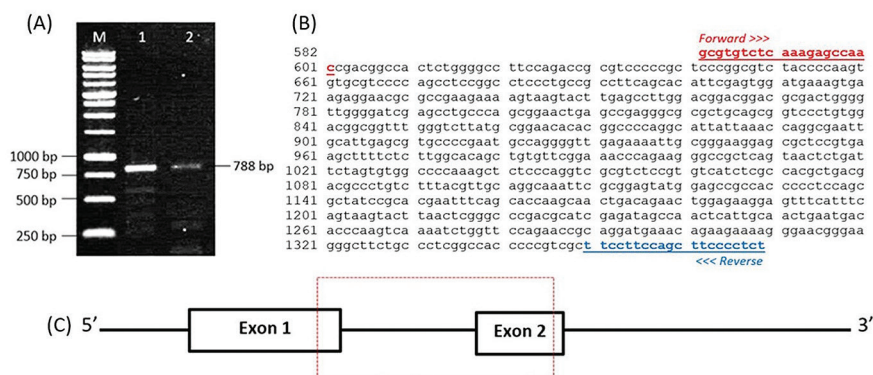 (A)
M 1 2
1000 bp
750 bp
500 bp
250 bp
788 bp
(B)
Forward >>>
582 gcgtgtctc aaagagccaa
601 ccgacggcca ctctggggcc ttccagaccg cgtcccccgc tcccggcgtc taccccaagt
661 gtgcgtcccc agcctccggc ctccctgccg ccttcagcac attcgagtgg atgaaagtga
721 agaggaacgc gccgaagaaa agtaagtact tgagccttgg acggacggac gcgactgggg
781 ttggggatcg agctgcccca gcggaactga gccgagggcg cgctgcagcg gtccctgtgg
841 acggcggttt gggtcttatg cggaacacac ggccccaggc atattaaacc caggcgaatt
901 gcattgagcg tgccccgaat gccaggggtt gagaaaattg cgggaaggag cgctccgtga
961 agcttttctc ttggcacagc tgtgttcgga aacccagaag ggccgctcag taactctgat
1021 tctagtgtgg ccccaaagct ctcccaggtc gcgtctccgt gtcatctcgc cacgctgacg
1081 acgccctgtc tttacgttgc aggcaaattc gcggagtatg gagccgccac ccccctccagc
1141 gctatccgca cgaatttcag caccaagcaa ctgacagaac tggagaagga gtttcatttc
1201 agtaagtact taactcgggc cccgacgcatc gagatagcca actcattgca actgaatgac
1261 acccaagtca aaatctggtt ccagaaccgc aggatgaaac agaagaaaag ggaacgggaa
1321 gggcttctgc cctcggccac ccccgtcgct t tccttccagc ttcccctct
<<< Reverse
(C) 5’ Exon 1 Exon 2 3’